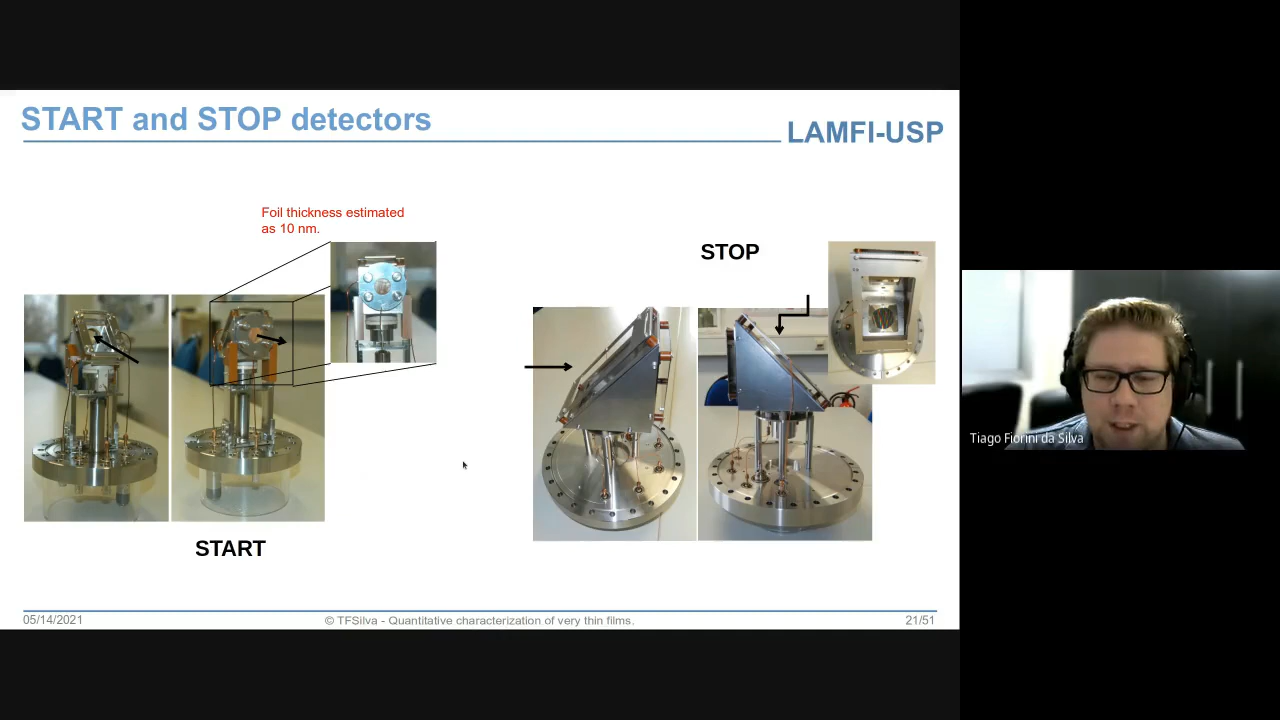 START and STOP detectors
LAMFI-USP
Foil thickness estimated
as 10 nm.
STOP
START
Tiago Fiorini da Silva
05/14/2021
© TFSilva - Quantitative characterization of very thin films.
21/51